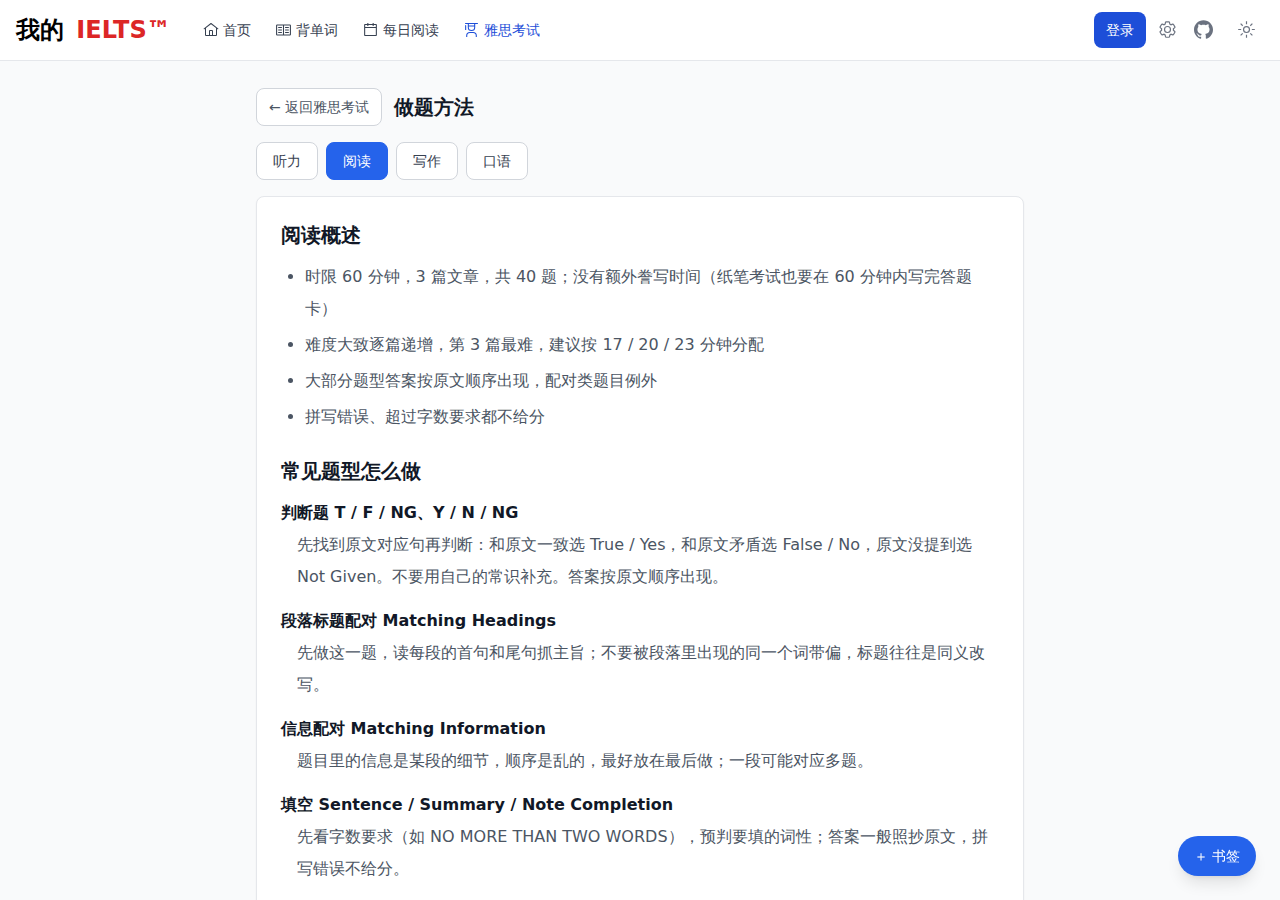 我的 IELTS™ 首页 背单词 每日阅读 雅思考试 登录
← 返回雅思考试 做题方法
听力 阅读 写作 口语
阅读概述
时限 60 分钟，3 篇文章，共 40 题；没有额外誊写时间（纸笔考试也要在 60 分钟内写完答题
卡）
难度大致逐篇递增，第 3 篇最难，建议按 17 / 20 / 23 分钟分配
大部分题型答案按原文顺序出现，配对类题目例外
拼写错误、超过字数要求都不给分
常见题型怎么做
判断题 T / F / NG、Y / N / NG
先找到原文对应句再判断：和原文一致选 True / Yes，和原文矛盾选 False / No，原文没提到选
Not Given。不要用自己的常识补充。答案按原文顺序出现。
段落标题配对 Matching Headings
先做这一题，读每段的首句和尾句抓主旨；不要被段落里出现的同一个词带偏，标题往往是同义改
写。
信息配对 Matching Information
题目里的信息是某段的细节，顺序是乱的，最好放在最后做；一段可能对应多题。
填空 Sentence / Summary / Note Completion
先看字数要求（如 NO MORE THAN TWO WORDS），预判要填的词性；答案一般照抄原文，拼
写错误不给分。
＋ 书签